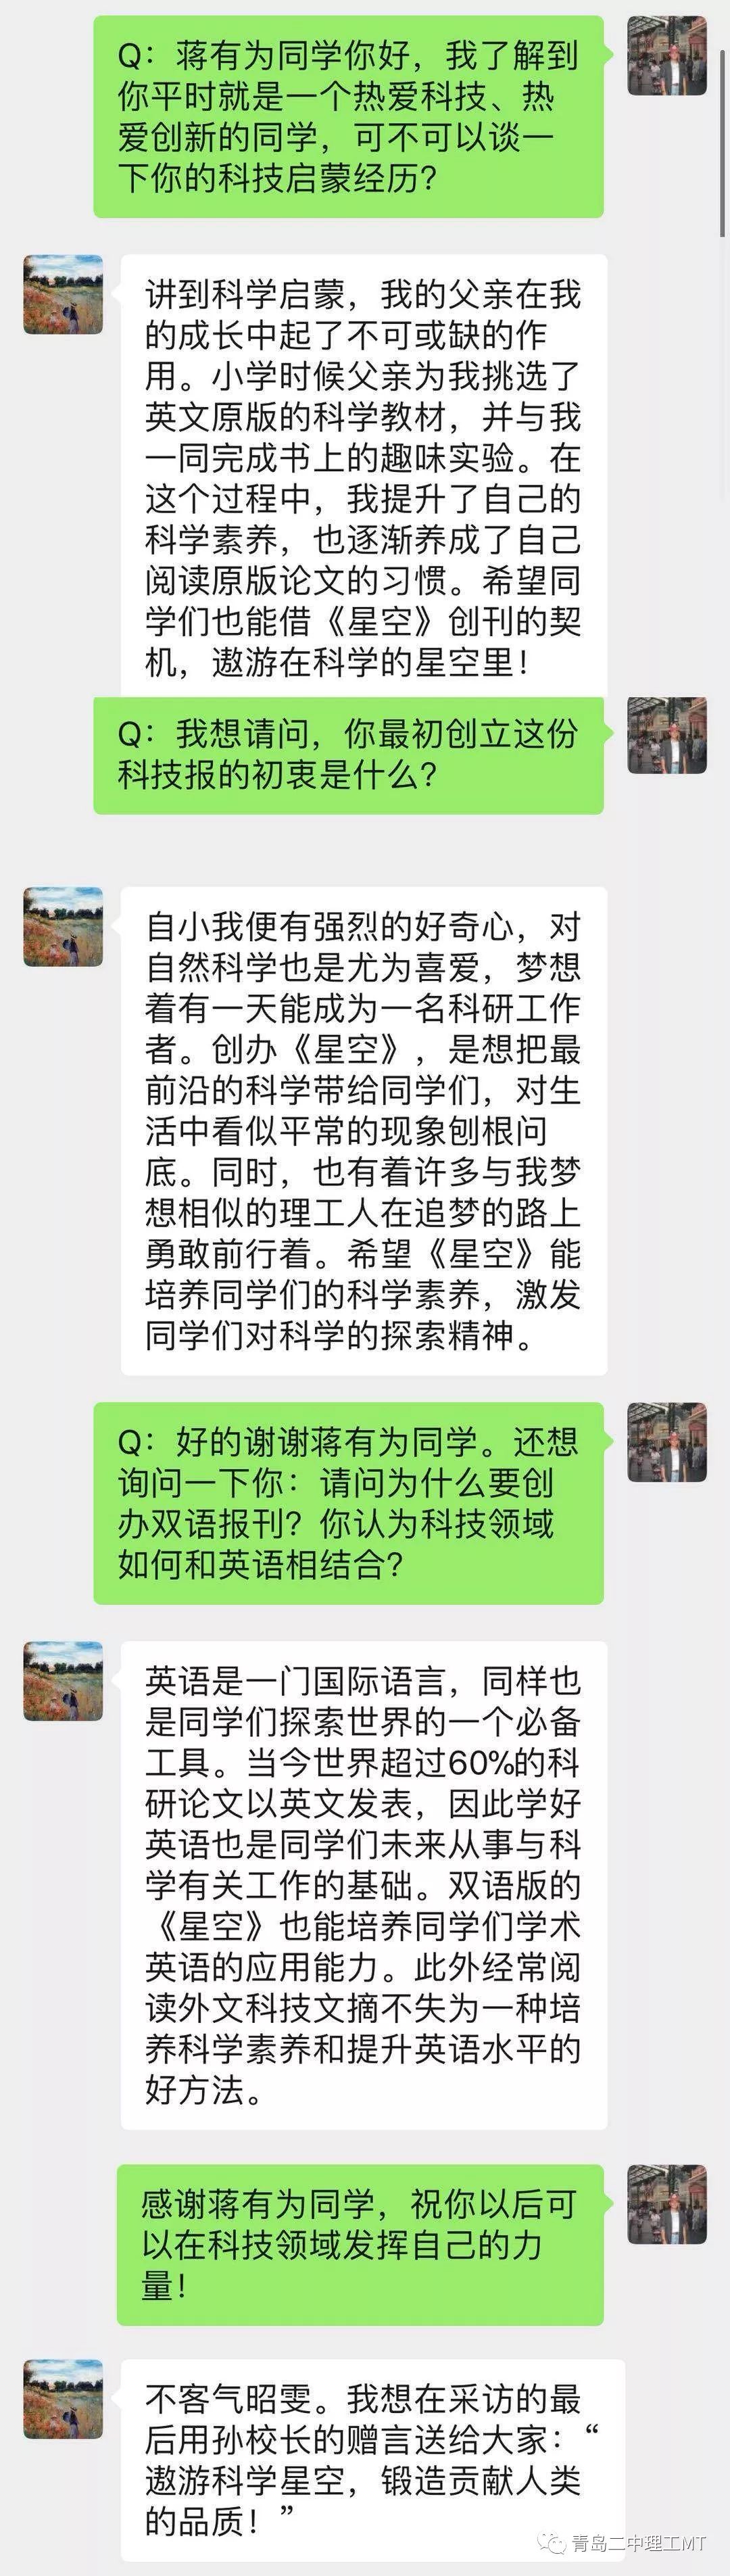 Q：蒋有为同学你好，我了解到
你平时就是一个热爱科技、热
爱创新的同学，可不可以谈一
下你的科技启蒙经历？
讲到科学启蒙，我的父亲在我
的成长中起了不可或缺的作
用。小学时候父亲为我挑选了
英文原版的科学教材，并与我
一同完成书上的趣味实验。在
这个过程中，我提升了自己的
科学素养，也逐渐养成了自己
阅读原版论文的习惯。希望同
学们也能借《星空》创刊的契
机，遨游在科学的星空里！
Q：我想请问，你最初创立这份
科技报的初衷是什么？
自小我便有强烈的好奇心，对
自然科学也是尤为喜爱，梦想
着有一天能成为一名科研工作
者。创办《星空》，是想把最
前沿的科学带给同学们，对生
活中看似平常的现象刨根问
底。同时，也有着许多与我梦
想相似的理工人在追梦的路上
勇敢前行着。希望《星空》能
培养同学们的科学素养，激发
同学们对科学的探索精神。
Q：好的谢谢蒋有为同学。还想
询问一下你：请问为什么要创
办双语报刊？你认为科技领域
如何和英语相结合？
英语是一门国际语言，同样也
是同学们探索世界的一个必备
工具。当今世界超过60%的科
研论文以英文发表，因此学好
英语也是同学们未来从事与科
学有关工作的基础。双语版的
《星空》也能培养同学们学术
英语的应用能力。此外经常阅
读外文科技文摘不失为一种培
养科学素养和提升英语水平的
好方法。
感谢蒋有为同学，祝你以后可
以在科技领域发挥自己的力
量！
不客气昭雯。我想在采访的最
后用孙校长的赠言送给大家：“
遨游科学星空，锻造贡献人类
的品质！”
青岛二中理工MT